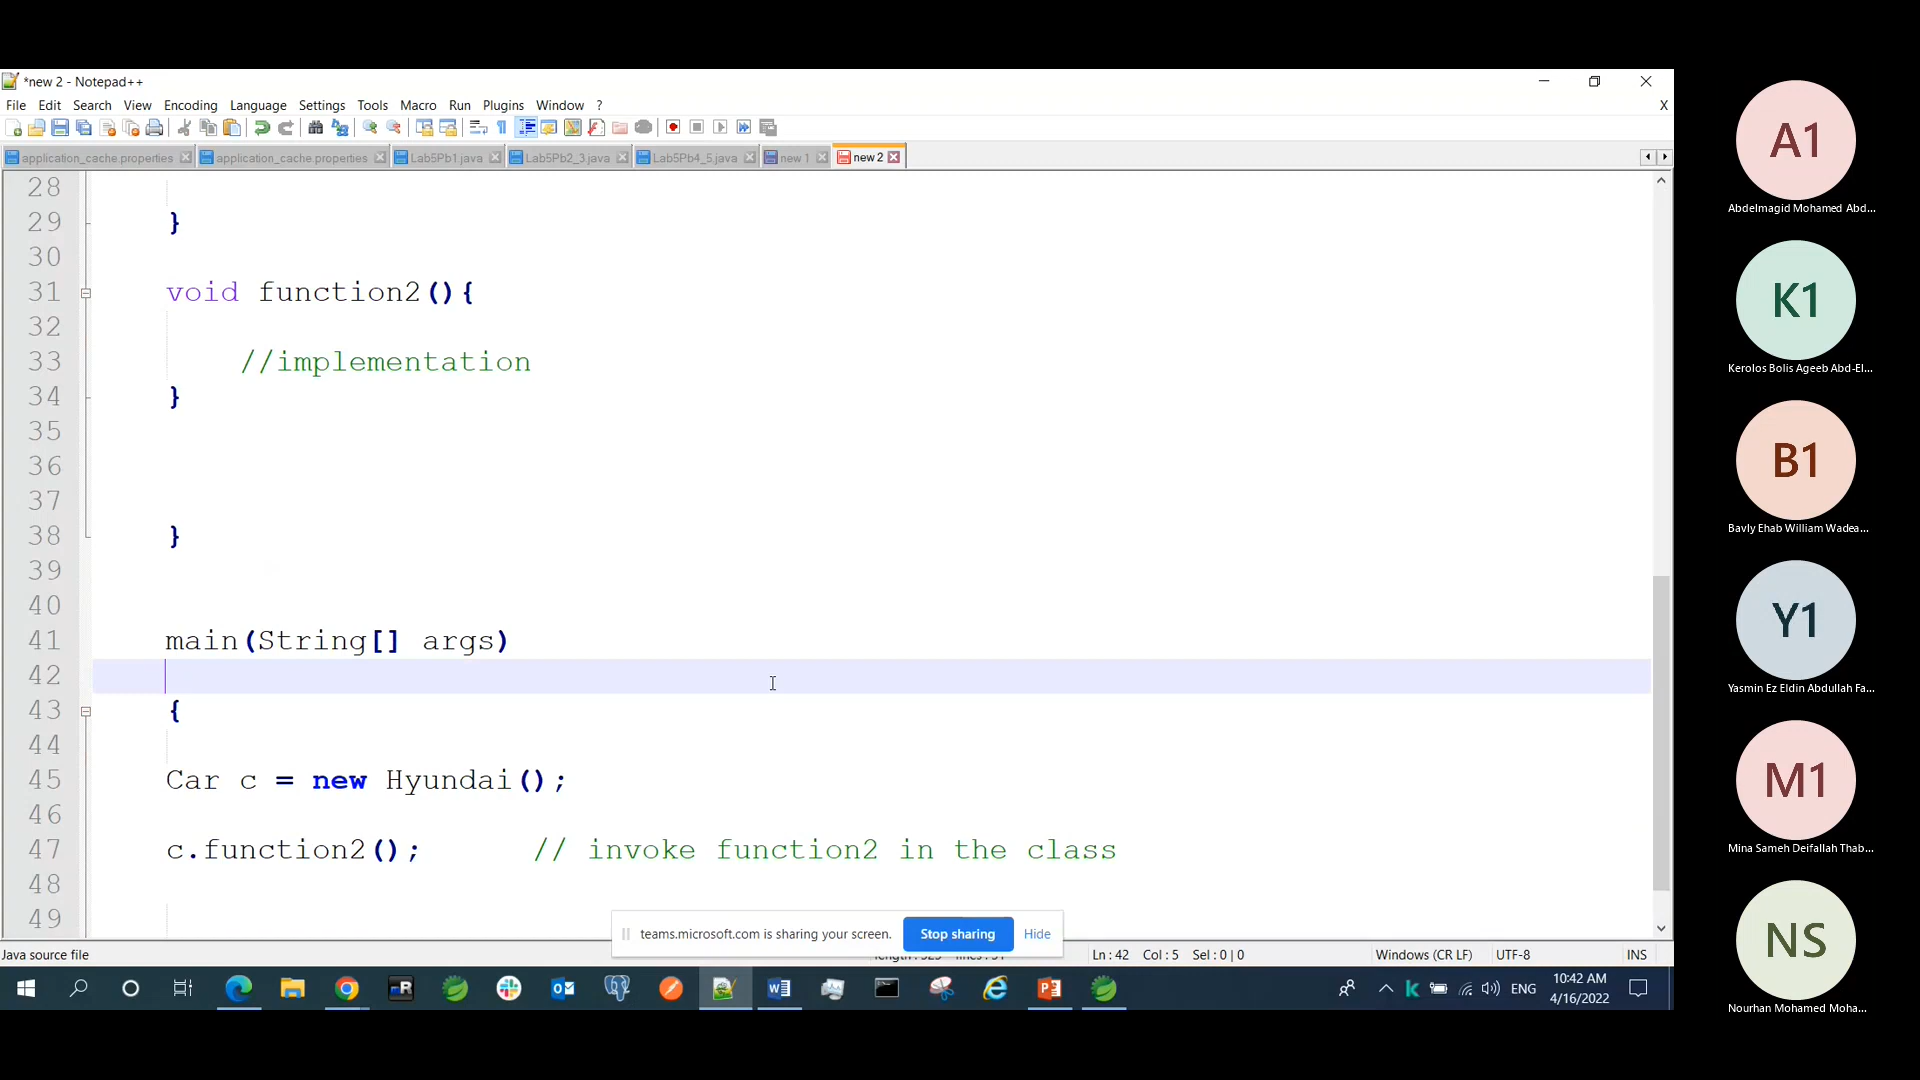 *new 2 - Notepad++
File Edit Search View Encoding Language Settings Tools Macro Run Plugins Window ? X
application_cache.properties application_cache.properties Lab5Pb1.java Lab5Pb2_3.java Lab5Pb4_5.java new 1 new 2
28
29 }
30
31 void function2(){
32
33 //implementation
34 }
35
36
37
38 }
39
40
41 main(String[] args)
42
43 {
44
45 Car c = new Hyundai();
46
47 c.function2(); // invoke function2 in the class
48
49
teams.microsoft.com is sharing your screen. Stop sharing Hide
Java source file Ln : 42 Col : 5 Sel : 0 | 0 Windows (CR LF) UTF-8 INS
ENG 10:42 AM
4/16/2022
A1
Abdelmagid Mohamed Abd...
K1
Kerolos Bolis Ageeb Abd-El...
B1
Bavly Ehab William Wadea...
Y1
Yasmin Ez Eldin Abdullah Fa...
M1
Mina Sameh Deifallah Thab...
NS
Nourhan Mohamed Moha...